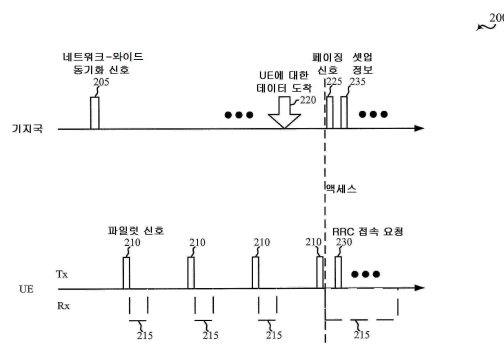 200
네트워크-와이드
동기화 신호
205
UE에 대한
데이터 도착
220
페이징 셋업
신호 정보
225 235
기지국
액세스
파일럿 신호
210 210 210 210
RRC 접속 요청
230
Tx
UE
Rx
215 215 215 215